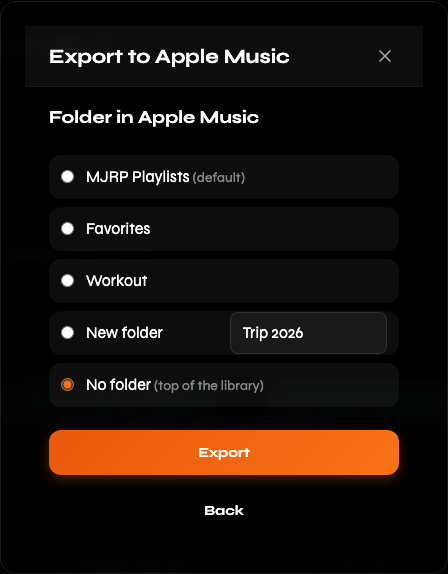 Export to Apple Music
Folder in Apple Music
MJRP Playlists (default)
Favorites
Workout
New folder Trip 2026
No folder (top of the library)
Export
Back